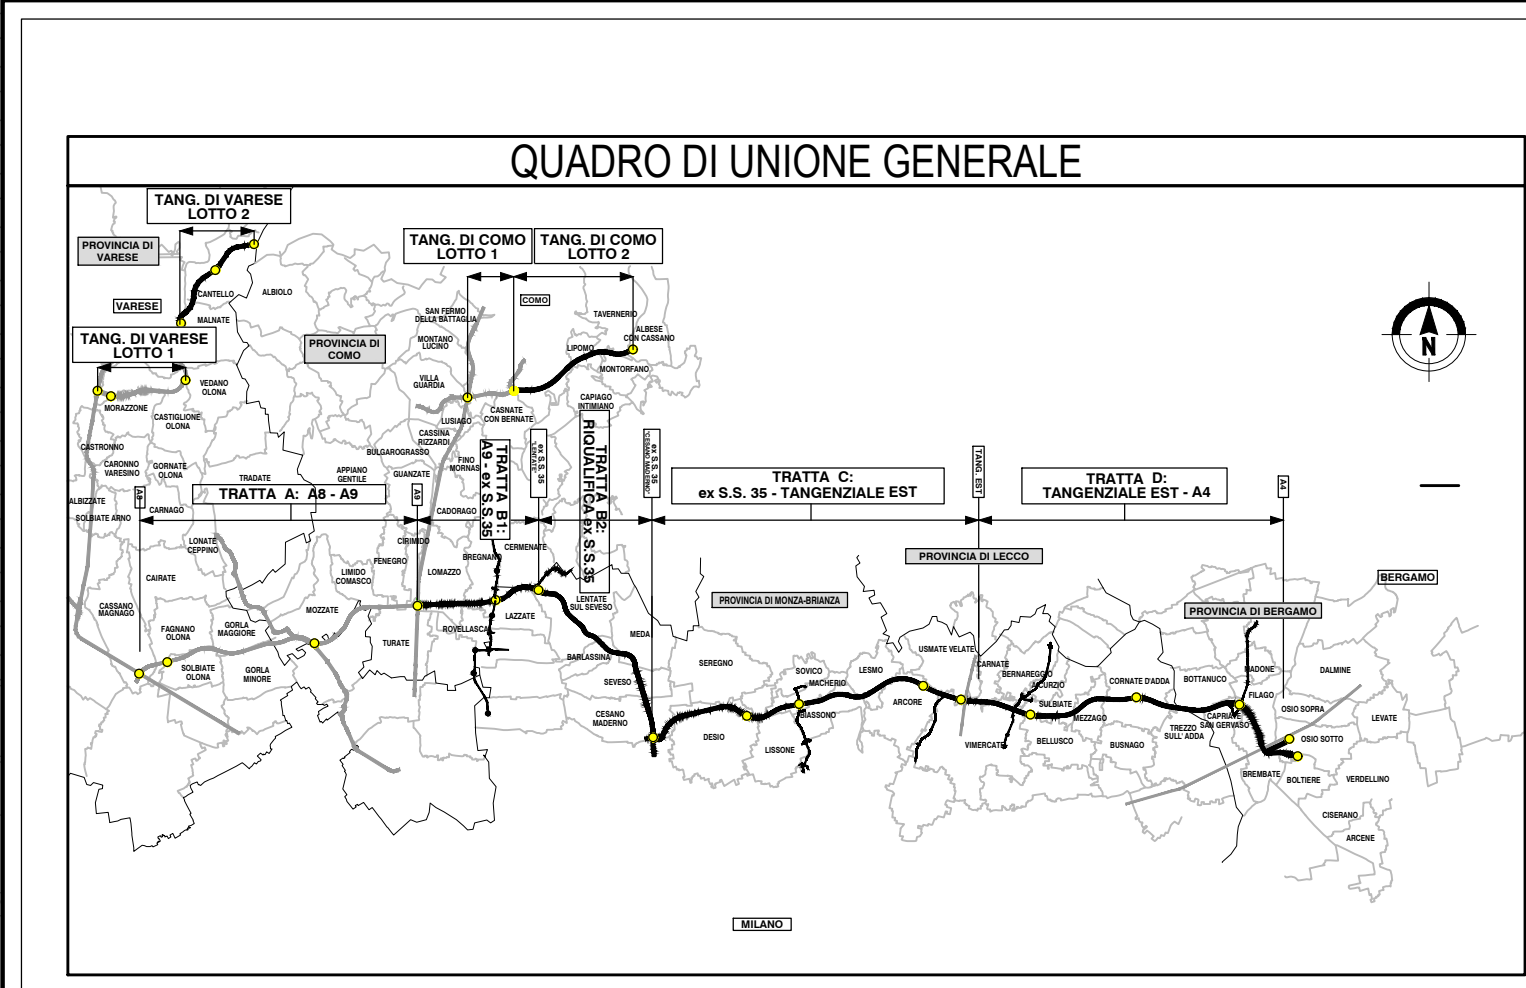 QUADRO DI UNIONE GENERALE
TANG. DI VARESE
LOTTO 2
PROVINCIA DI
VARESE
TANG. DI COMO
LOTTO 1
TANG. DI COMO
LOTTO 2
CANTELLO
ALBIOLO
VARESE
MALNATE
COMO
SAN FERMO
DELLA BATTAGLIA
TAVERNERIO
ALBESE
CON CASSANO
TANG. DI VARESE
LOTTO 1
PROVINCIA DI
COMO
MONTANO
LUCINO
LIPOMO
MONTORFANO
N
VEDANO
OLONA
VILLA
GUARDIA
MORAZZONE
CASTIGLIONE
OLONA
LUSIAGO
CASNATE
CON BERNATE
CAPIAGO
INTIMIANO
CASTRONNO
CASSINA
RIZZARDI
BULGAROGRASSO
CARONNO
VARESINO
GORNATE
OLONA
TRADATE
APPIANO
GENTILE
GUANZATE
FINO
MORNAS
TRATTA B1:
A9 - ex S.S.35
ex S.S. 35
"LENTATE"
TRATTA B2:
RIQUALIFICA ex S.S.35
ex S.S. 35
"CESANO MADERNO"
TRATTA C:
ex S.S. 35 - TANGENZIALE EST
TANG. EST
TRATTA D:
TANGENZIALE EST - A4
A4
ALBIZZATE
A8
TRATTA A: A8 - A9
A9
SOLBIATE ARNO
CARNAGO
CADORAGO
LONATE
CEPPINO
CIRIMIDO
CERMENATE
FENEGRO
BREGNANO
PROVINCIA DI LECCO
CAIRATE
LIMIDO
COMASCO
LOMAZZO
BERGAMO
CASSANO
MAGNAGO
MOZZATE
LAZZATE
LENTATE
SUL SEVESO
PROVINCIA DI MONZA-BRIANZA
PROVINCIA DI BERGAMO
FAGNANO
OLONA
GORLA
MAGGIORE
TURATE
ROVELLASCA
MEDA
USMATE VELATE
SOLBIATE
OLONA
GORLA
MINORE
BARLASSINA
SEREGNO
SOVICO
LESMO
CARNATE
BERNAREGGIO
MADONE
DALMINE
SEVESO
MACHERIO
AICURZIO
CORNATE D'ADDA
BOTTANUCO
FILAGO
CESANO
MADERNO
BIASSONO
ARCORE
SULBIATE
MEZZAGO
CAPRIATE
SAN GERVASO
OSIO SOPRA
LEVATE
DESIO
LISSONE
VIMERCATE
BELLUSCO
BUSNAGO
TREZZO
SULL' ADDA
OSIO SOTTO
BREMBATE
BOLTIERE
VERDELLINO
CISERANO
ARCENE
MILANO